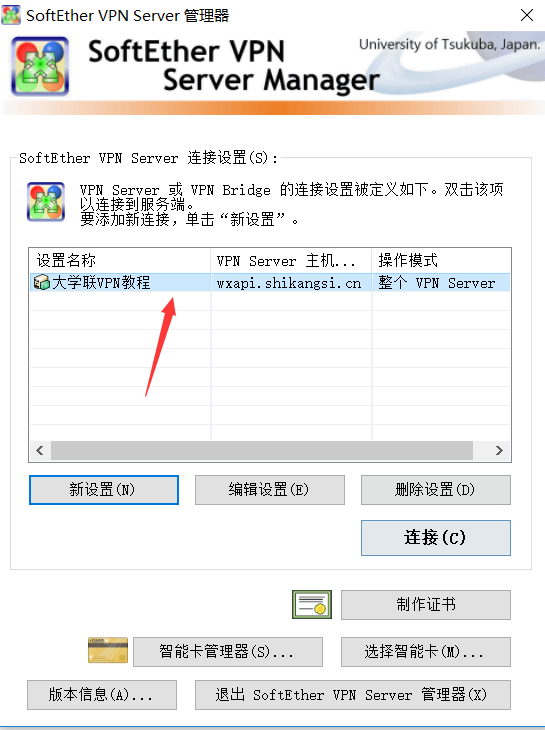 SoftEther VPN Server 管理器
University of Tsukuba, Japan.
SoftEther VPN
Server Manager
SoftEther VPN Server 连接设置(S):
VPN Server 或 VPN Bridge 的连接设置被定义如下。双击该项
以连接到服务端。
要添加新连接，单击“新设置”。
设置名称 VPN Server 主机... 操作模式
大学联VPN教程 wxapi.shikangsi.cn 整个 VPN Server
新设置(N) 编辑设置(E) 删除设置(D)
连接(C)
制作证书
智能卡管理器(S)... 选择智能卡(M)...
版本信息(A)... 退出 SoftEther VPN Server 管理器(X)